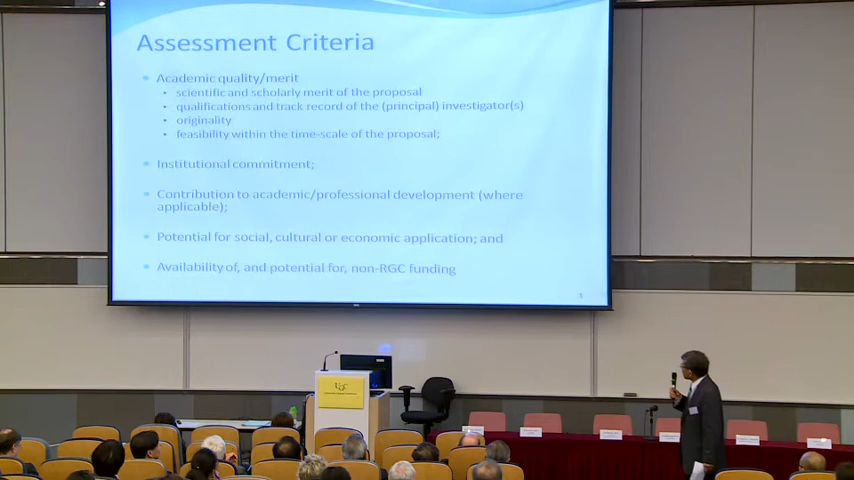 Assessment Criteria
Academic quality/merit
scientific and scholarly merit of the proposal
qualifications and track record of the (principal) investigator(s)
originality
feasibility within the time-scale of the proposal;
Institutional commitment;
Contribution to academic/professional development (where
applicable);
Potential for social, cultural or economic application; and
Availability of, and potential for, non-RGC funding